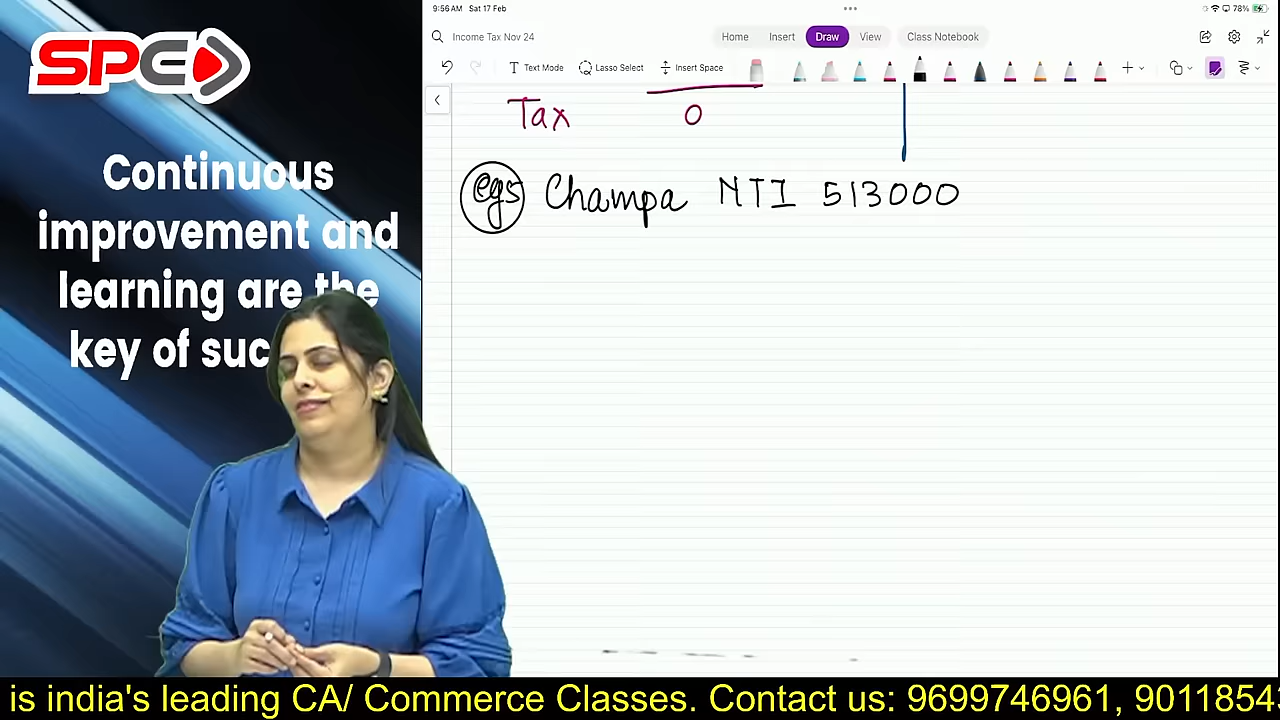 SPE
Continuous
improvement and
learning are the
key of suc
9:56 AM Sat 17 Feb
78%
Income Tax Nov 24
Home Insert Draw View Class Notebook
Text Mode Lasso Select Insert Space
Tax 0
eg5 Champa NTI 513000
is india's leading CA/ Commerce Classes. Contact us: 9699746961, 9011854